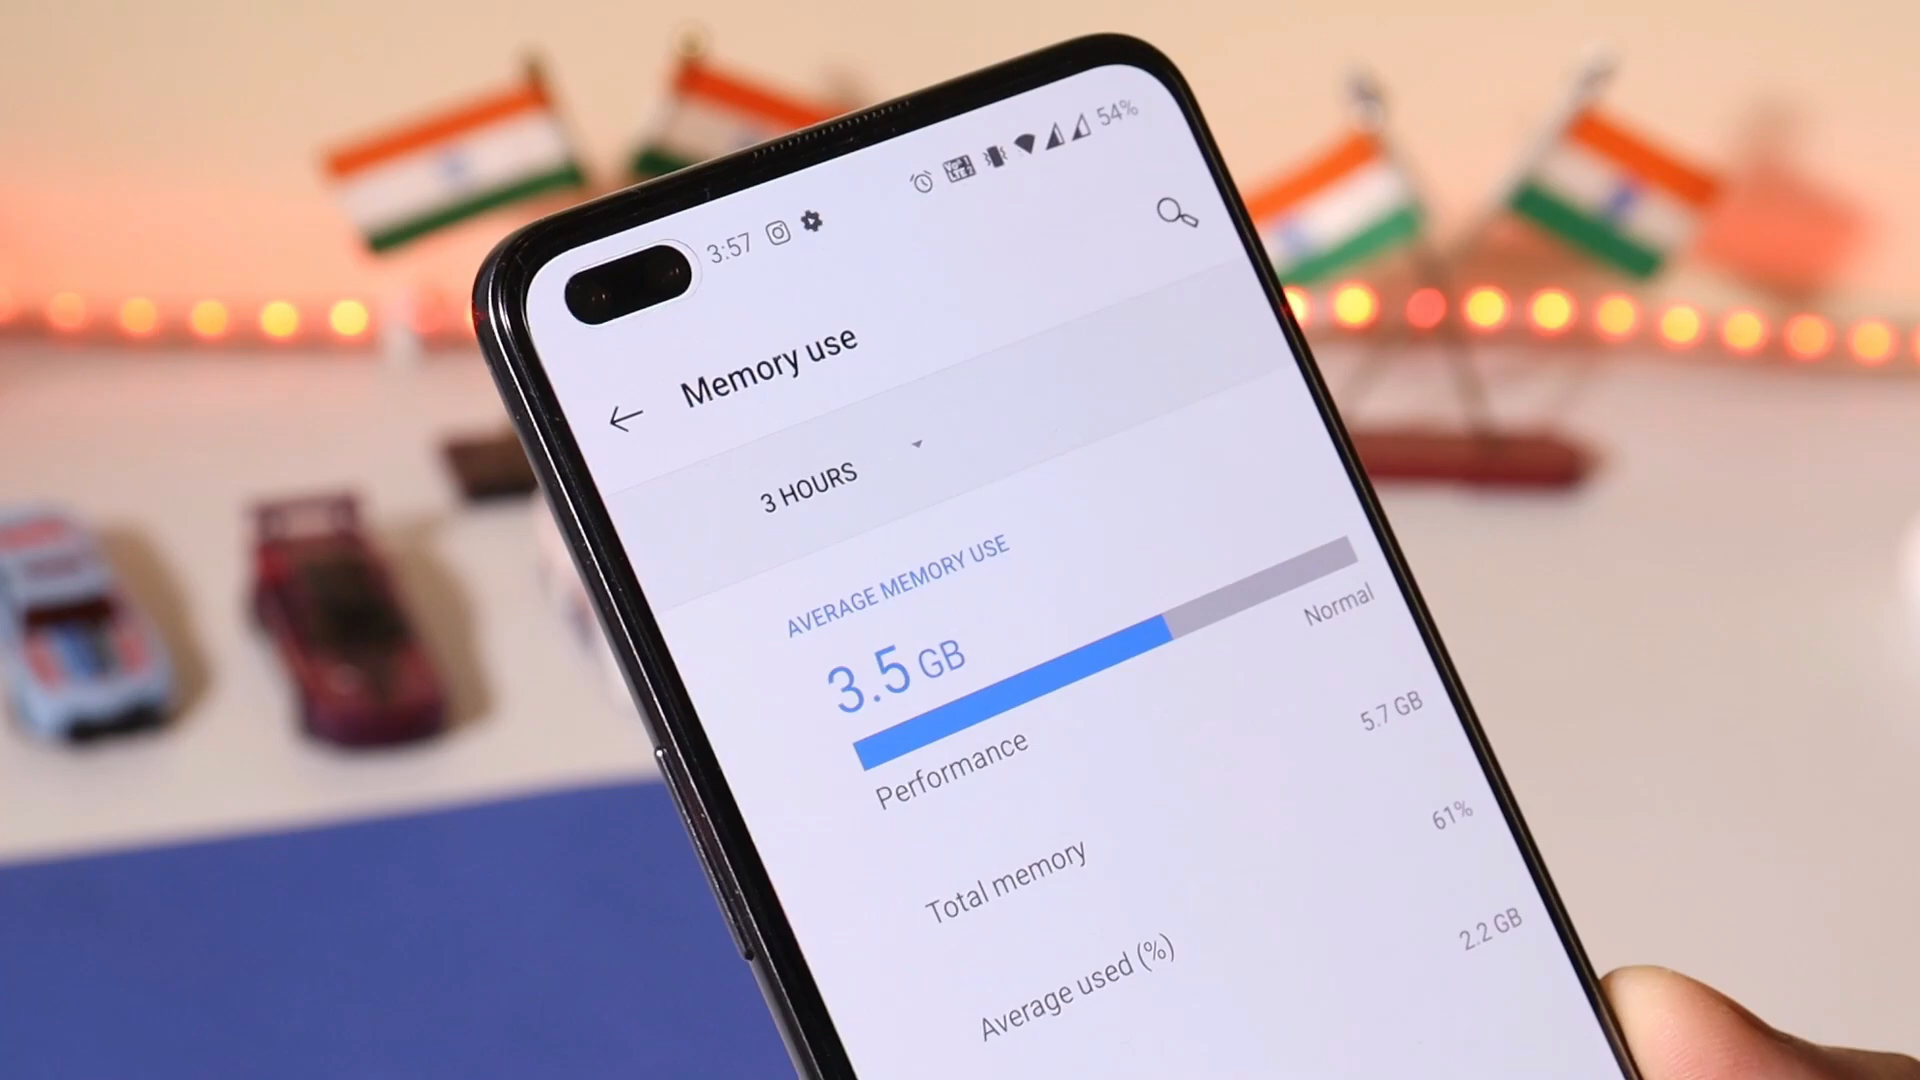 3:57 54%
Memory use
3 HOURS
AVERAGE MEMORY USE
3.5 GB
Performance Normal
Total memory 5.7 GB
Average used (%) 61%
2.2 GB